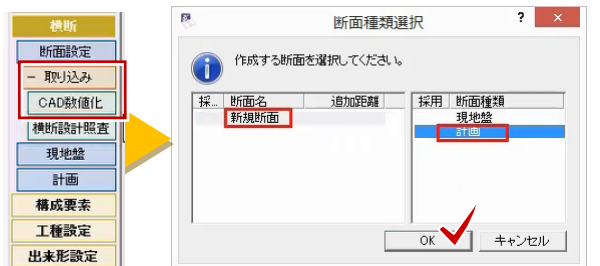 横断
断面設定
− 取り込み
CAD数値化
横断設計照査
現地盤
計画
構成要素
工種設定
出来形設定
断面種類選択
? ×
作成する断面を選択してください。
採... 断面名 追加距離
新規断面
採用 断面種類
現地盤
計画
OK キャンセル